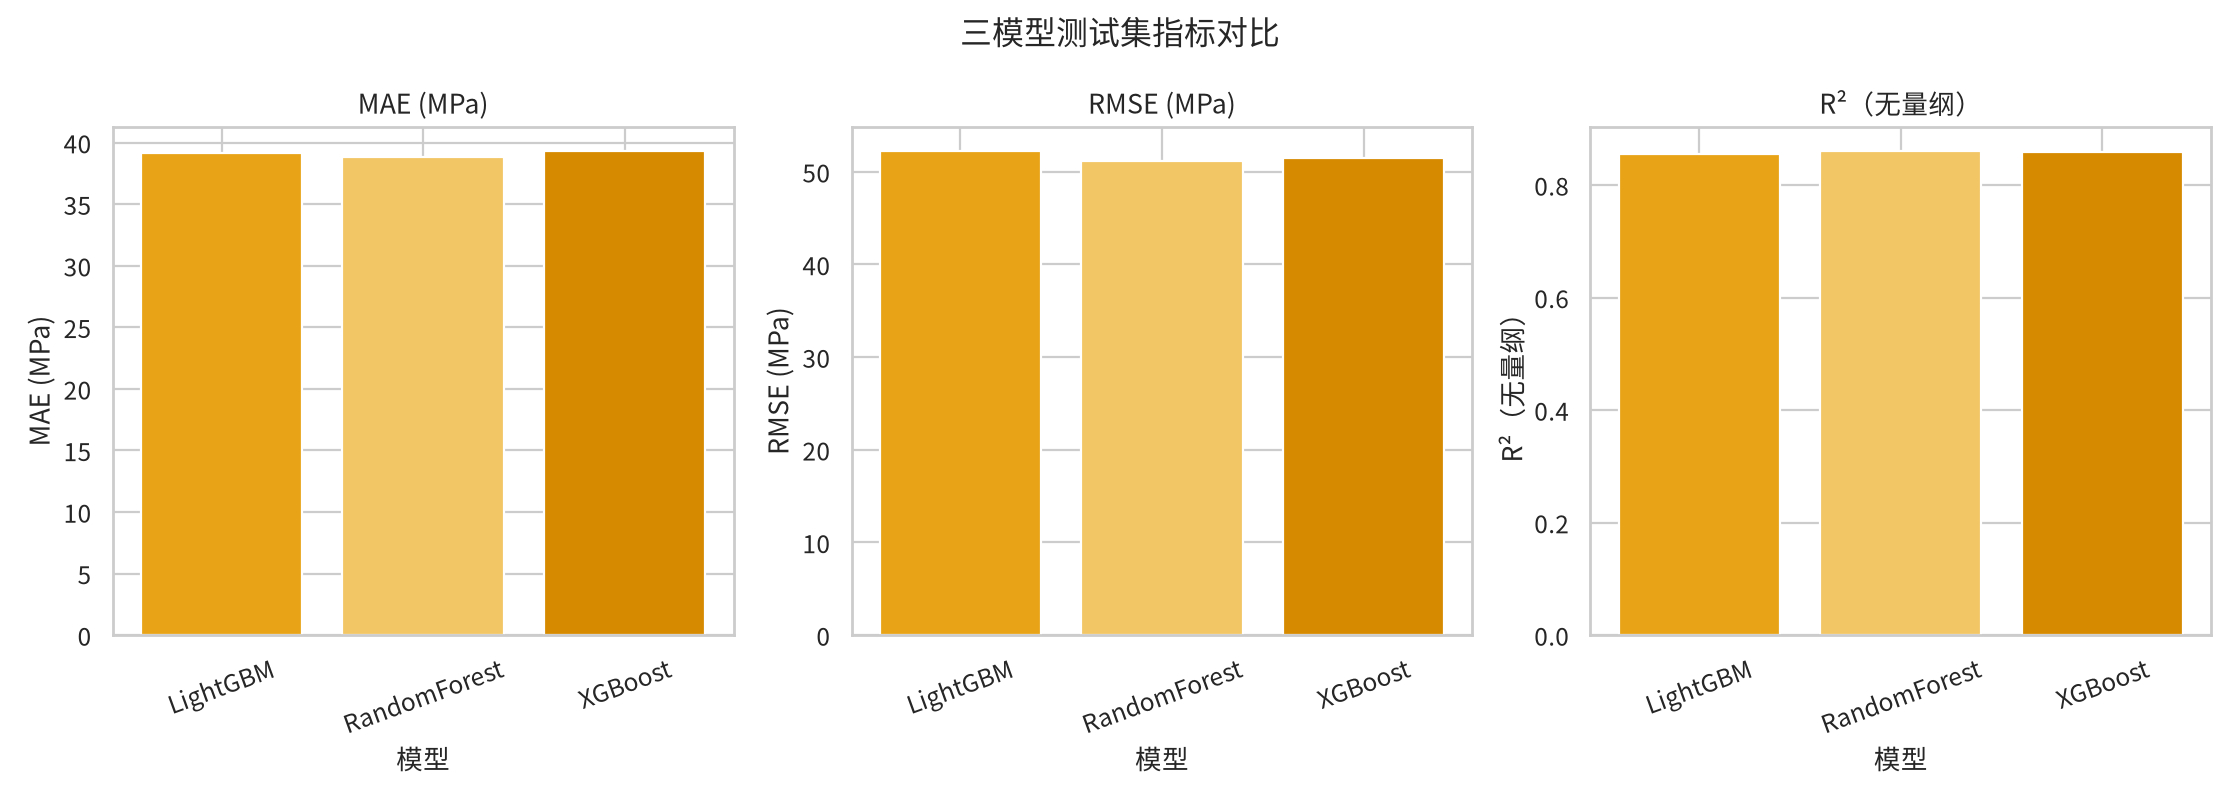 三模型测试集指标对比
MAE (MPa)
MAE (MPa)
40
35
30
25
20
15
10
5
0
LightGBM
RandomForest
XGBoost
模型
RMSE (MPa)
RMSE (MPa)
50
40
30
20
10
0
LightGBM
RandomForest
XGBoost
模型
R²（无量纲）
R²（无量纲）
0.8
0.6
0.4
0.2
0.0
LightGBM
RandomForest
XGBoost
模型